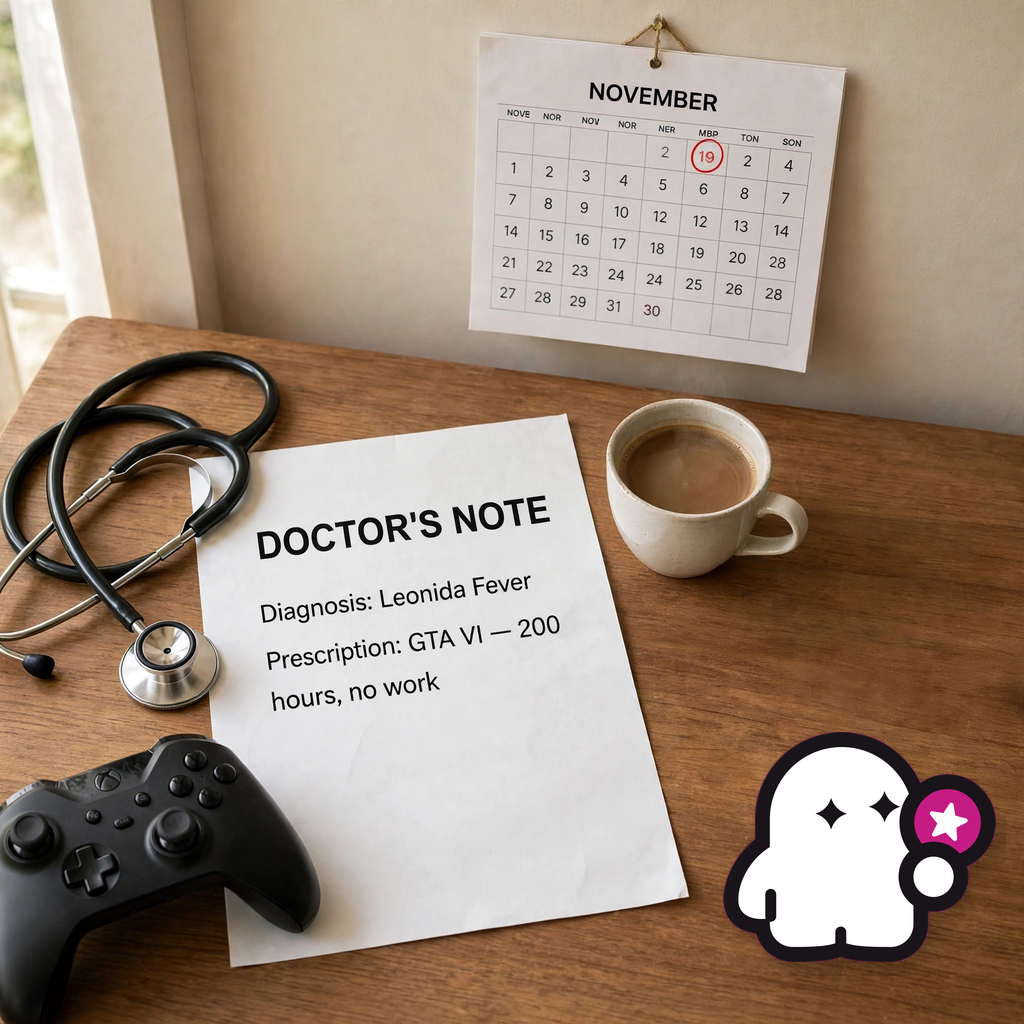 NOVEMBER
NOVE NOR NOV NOR NER MBP TON SON
2 19 2 4
1 2 3 4 5 6 8 7
7 8 9 10 12 12 13 14
14 15 16 17 18 19 20 28
21 22 23 24 24 25 26 28
27 28 29 31 30
DOCTOR'S NOTE
Diagnosis: Leonida Fever
Prescription: GTA VI — 200
hours, no work